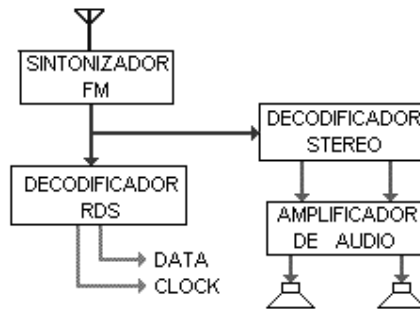 SINTONIZADOR
FM
DECODIFICADOR
STEREO
DECODIFICADOR
RDS
AMPLIFICADOR
DE AUDIO
DATA
CLOCK